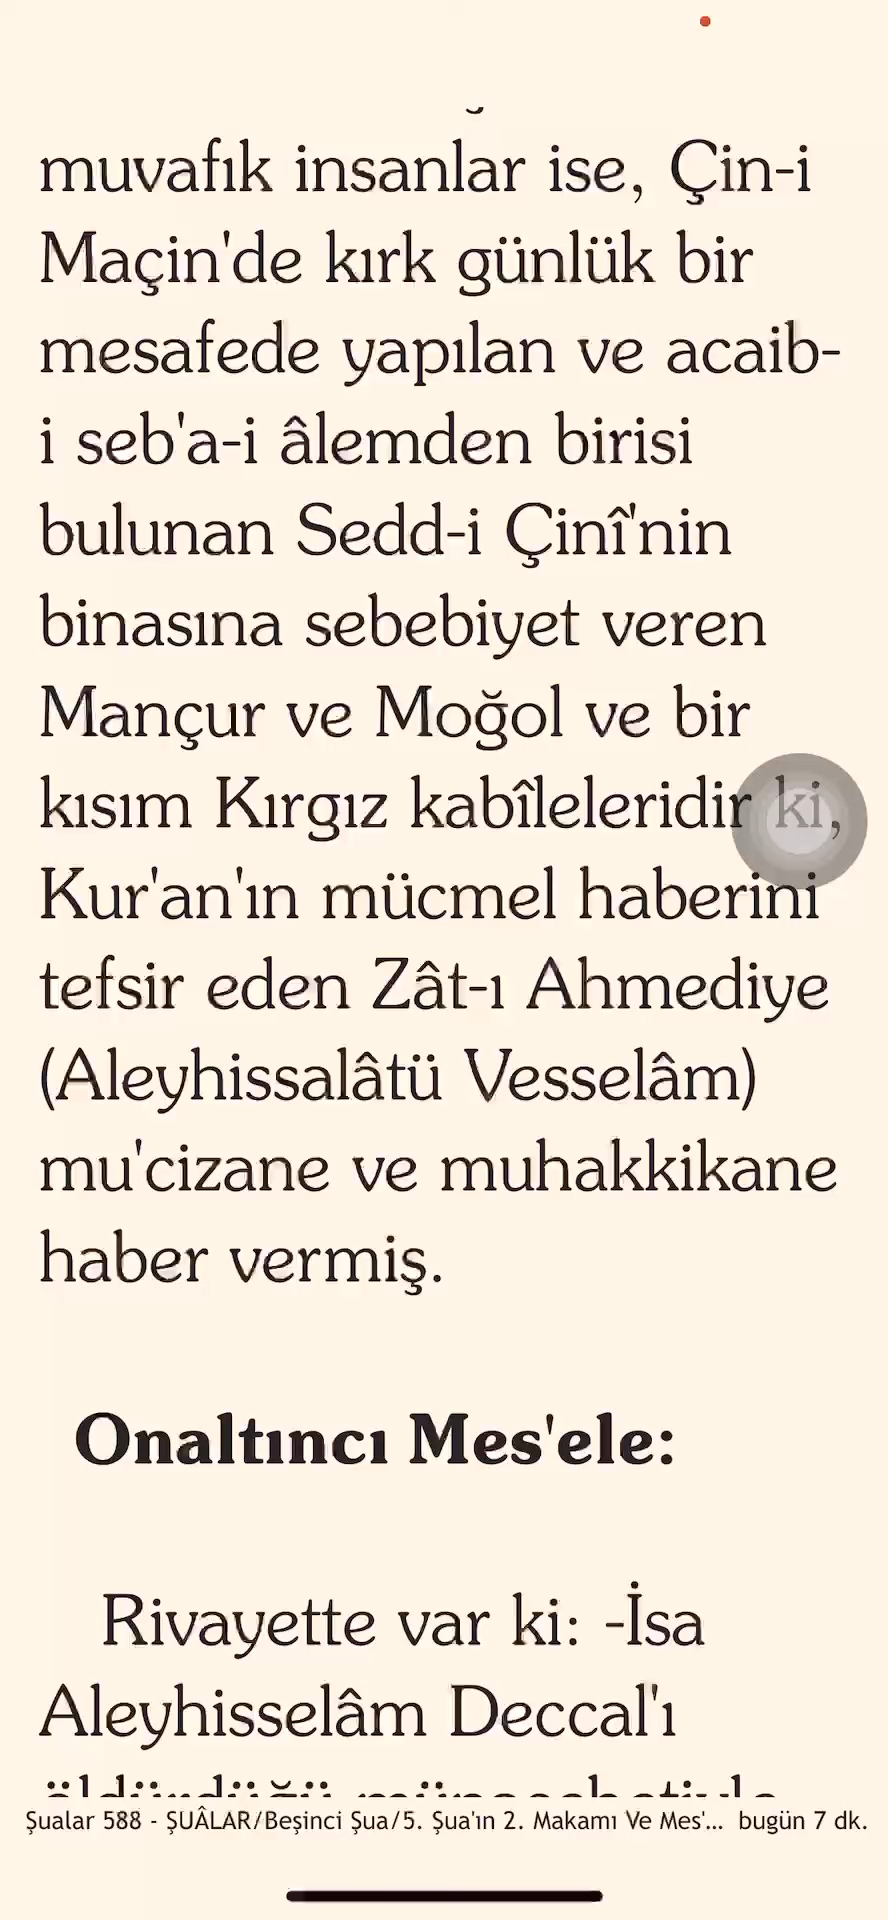 muvafık insanlar ise, Çin-i
Maçin'de kırk günlük bir
mesafede yapılan ve acaib-
i seb'a-i âlemden birisi
bulunan Sedd-i Çinî'nin
binasına sebebiyet veren
Mançur ve Moğol ve bir
kısım Kırgız kabîleleridir ki,
Kur'an'ın mücmel haberini
tefsir eden Zât-ı Ahmediye
(Aleyhissalâtü Vesselâm)
mu'cizane ve muhakkikane
haber vermiş.
Onaltıncı Mes'ele:
Rivayette var ki: -İsa
Aleyhisselâm Deccal'ı
Şualar 588 - ŞUÂLAR/Beşinci Şua/5. Şua'ın 2. Makamı Ve Mes'... bugün 7 dk.